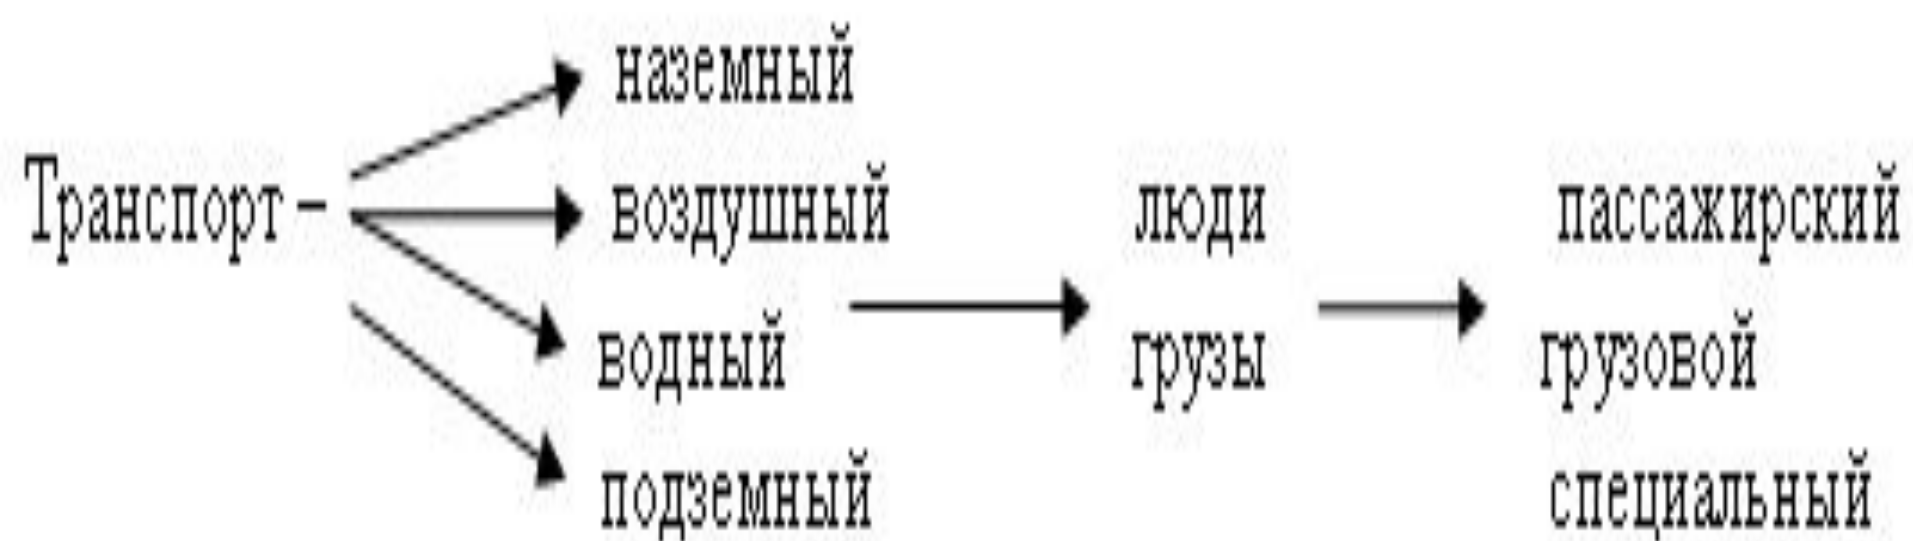 наземный
Транспорт – воздушный люди пассажирский
водный грузы грузовой
подземный специальный